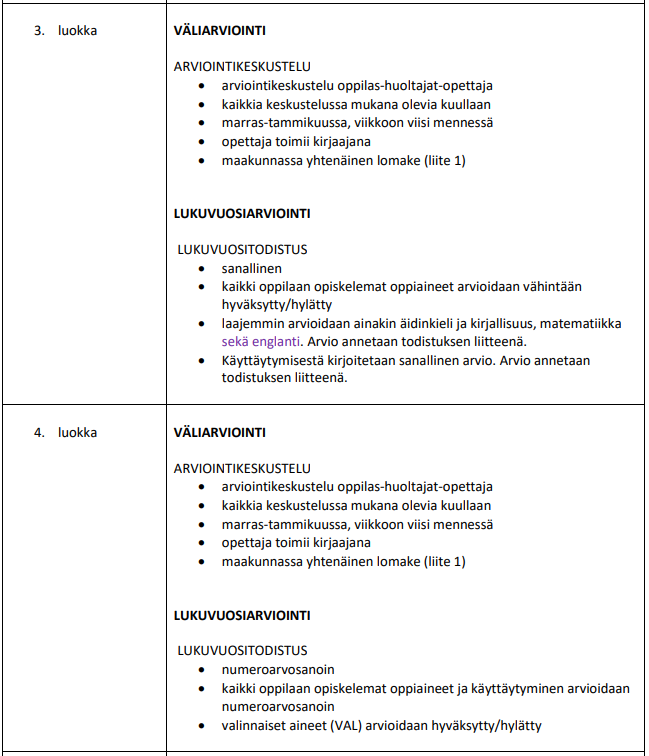 3. luokka
VÄLIARVIOINTI
ARVIOINTIKESKUSTELU
• arviointikeskustelu oppilas-huoltajat-opettaja
• kaikkia keskustelussa mukana olevia kuullaan
• marras-tammikuussa, viikkoon viisi mennessä
• opettaja toimii kirjaajana
• maakunnassa yhtenäinen lomake (liite 1)
LUKUVUOSIARVIOINTI
LUKUVUOSITODISTUS
• sanallinen
• kaikki oppilaan opiskelemat oppiaineet arvioidaan vähintään
hyväksytty/hylätty
• laajemmin arvioidaan ainakin äidinkieli ja kirjallisuus, matematiikka
sekä englanti. Arvio annetaan todistuksen liitteenä.
• Käyttäytymisestä kirjoitetaan sanallinen arvio. Arvio annetaan
todistuksen liitteenä.
4. luokka
VÄLIARVIOINTI
ARVIOINTIKESKUSTELU
• arviointikeskustelu oppilas-huoltajat-opettaja
• kaikkia keskustelussa mukana olevia kuullaan
• marras-tammikuussa, viikkoon viisi mennessä
• opettaja toimii kirjaajana
• maakunnassa yhtenäinen lomake (liite 1)
LUKUVUOSIARVIOINTI
LUKUVUOSITODISTUS
• numeroarvosanoin
• kaikki oppilaan opiskelemat oppiaineet ja käyttäytyminen arvioidaan
numeroarvosanoin
• valinnaiset aineet (VAL) arvioidaan hyväksytty/hylätty